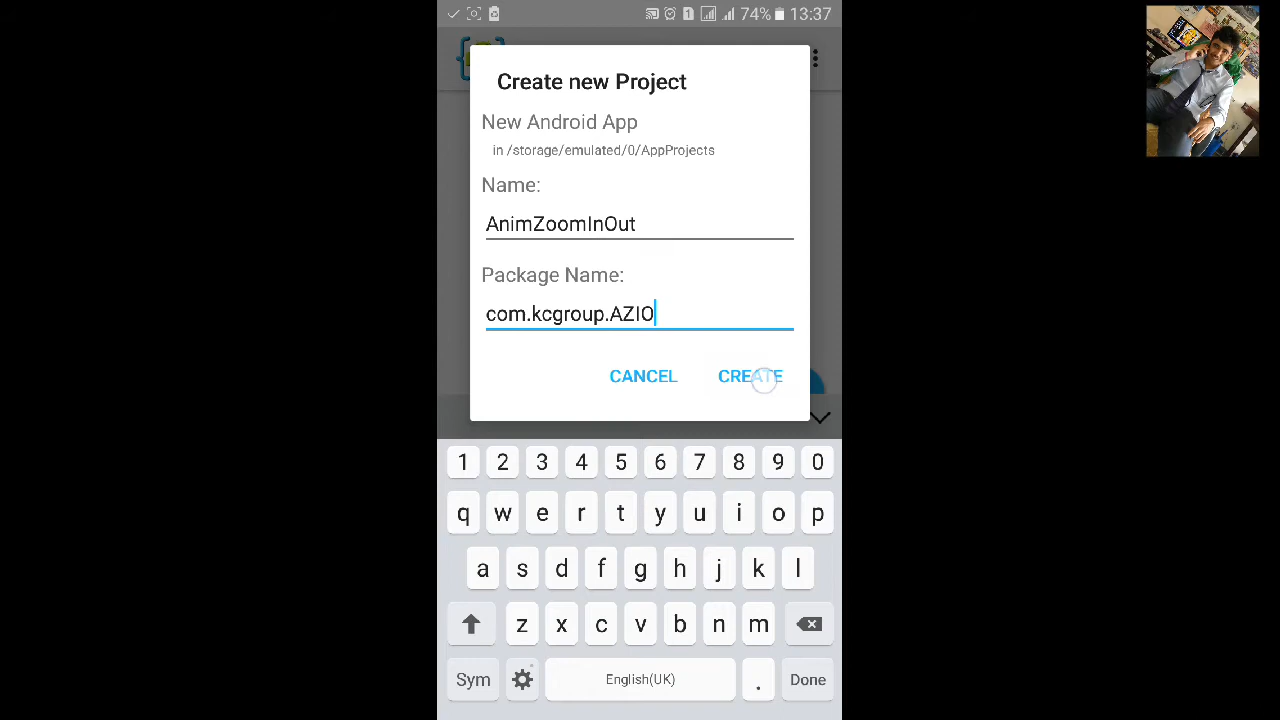 1 74% 13:37
Create new Project
New Android App
in /storage/emulated/0/AppProjects
Name:
AnimZoomInOut
Package Name:
com.kcgroup.AZIO
CANCEL CREATE
1 2 3 4 5 6 7 8 9 0
q w e r t y u i o p
a s d f g h j k l
z x c v b n m
Sym English(UK) . Done